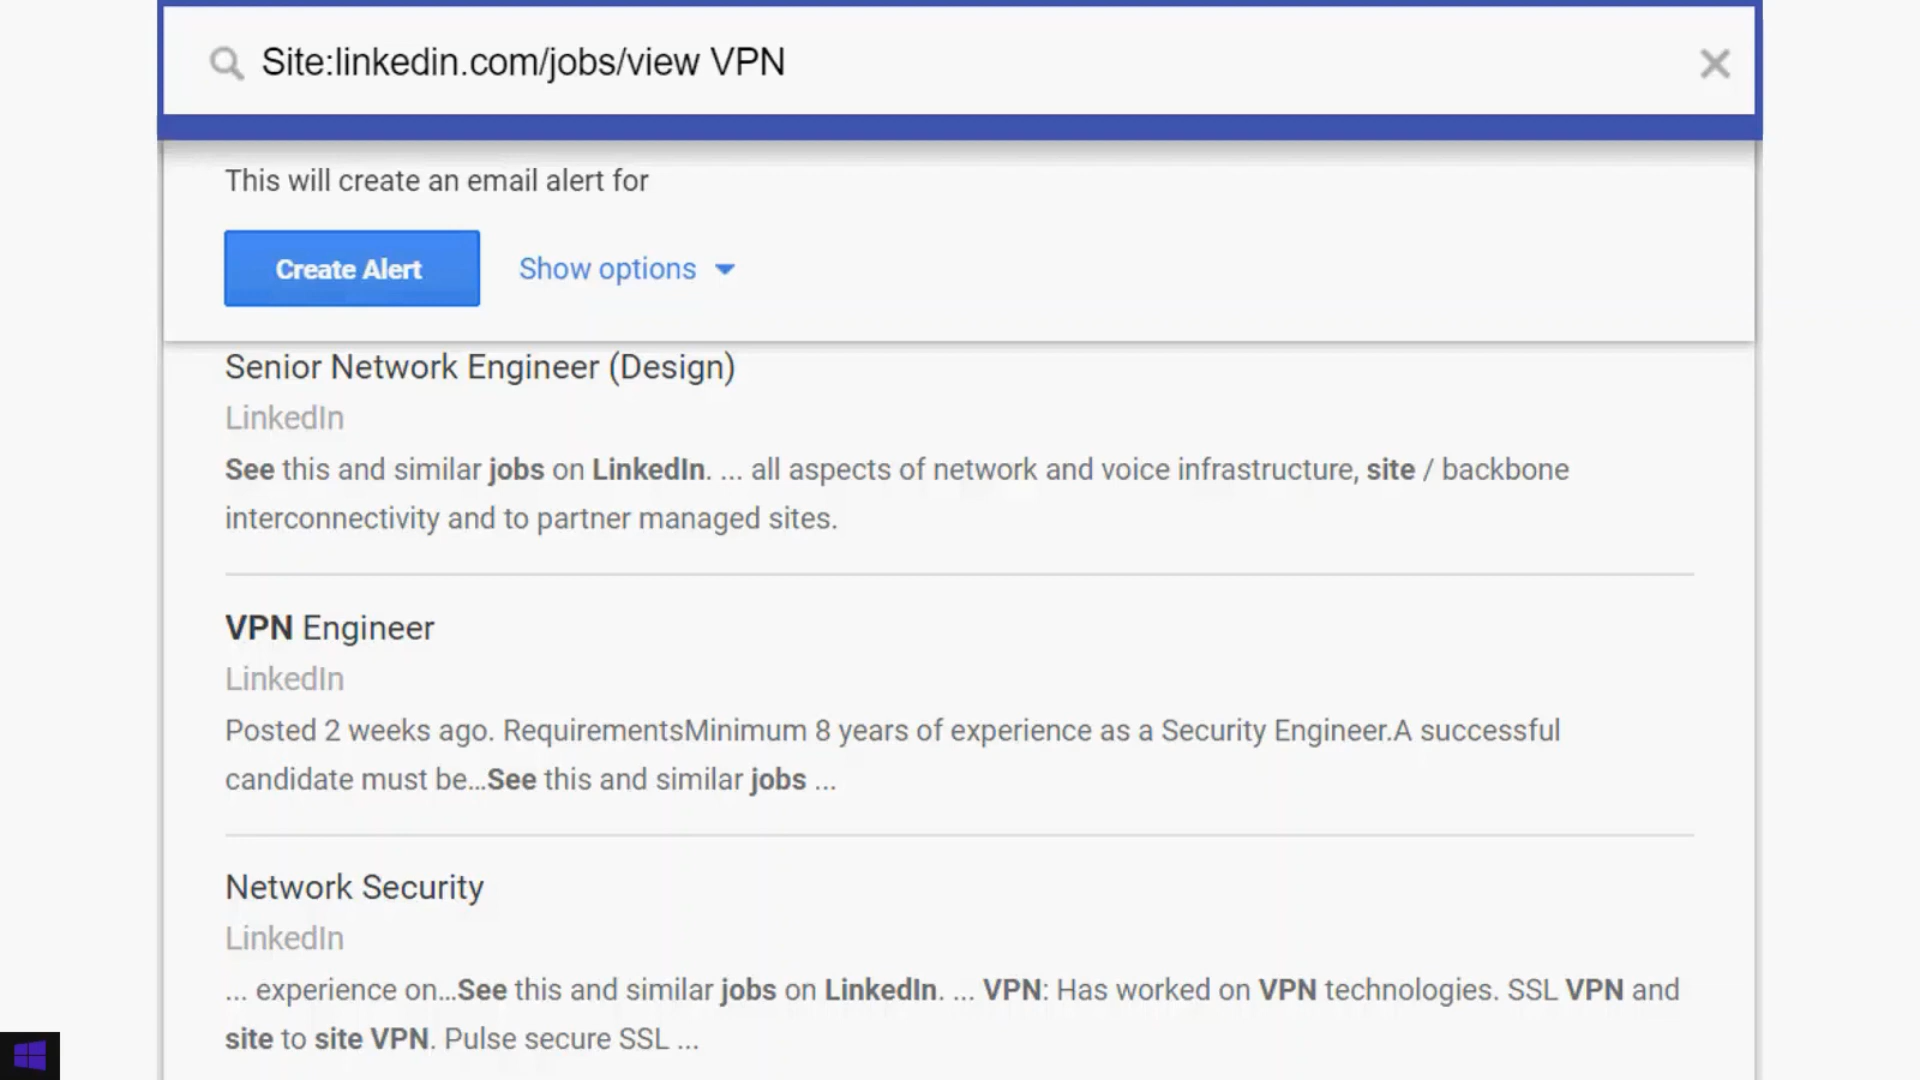 Site:linkedin.com/jobs/view VPN
This will create an email alert for
Create Alert
Show options
Senior Network Engineer (Design)
LinkedIn
See this and similar jobs on LinkedIn. ... all aspects of network and voice infrastructure, site / backbone
interconnectivity and to partner managed sites.
VPN Engineer
LinkedIn
Posted 2 weeks ago. RequirementsMinimum 8 years of experience as a Security Engineer.A successful
candidate must be...See this and similar jobs ...
Network Security
LinkedIn
... experience on...See this and similar jobs on LinkedIn. ... VPN: Has worked on VPN technologies. SSL VPN and
site to site VPN. Pulse secure SSL ...